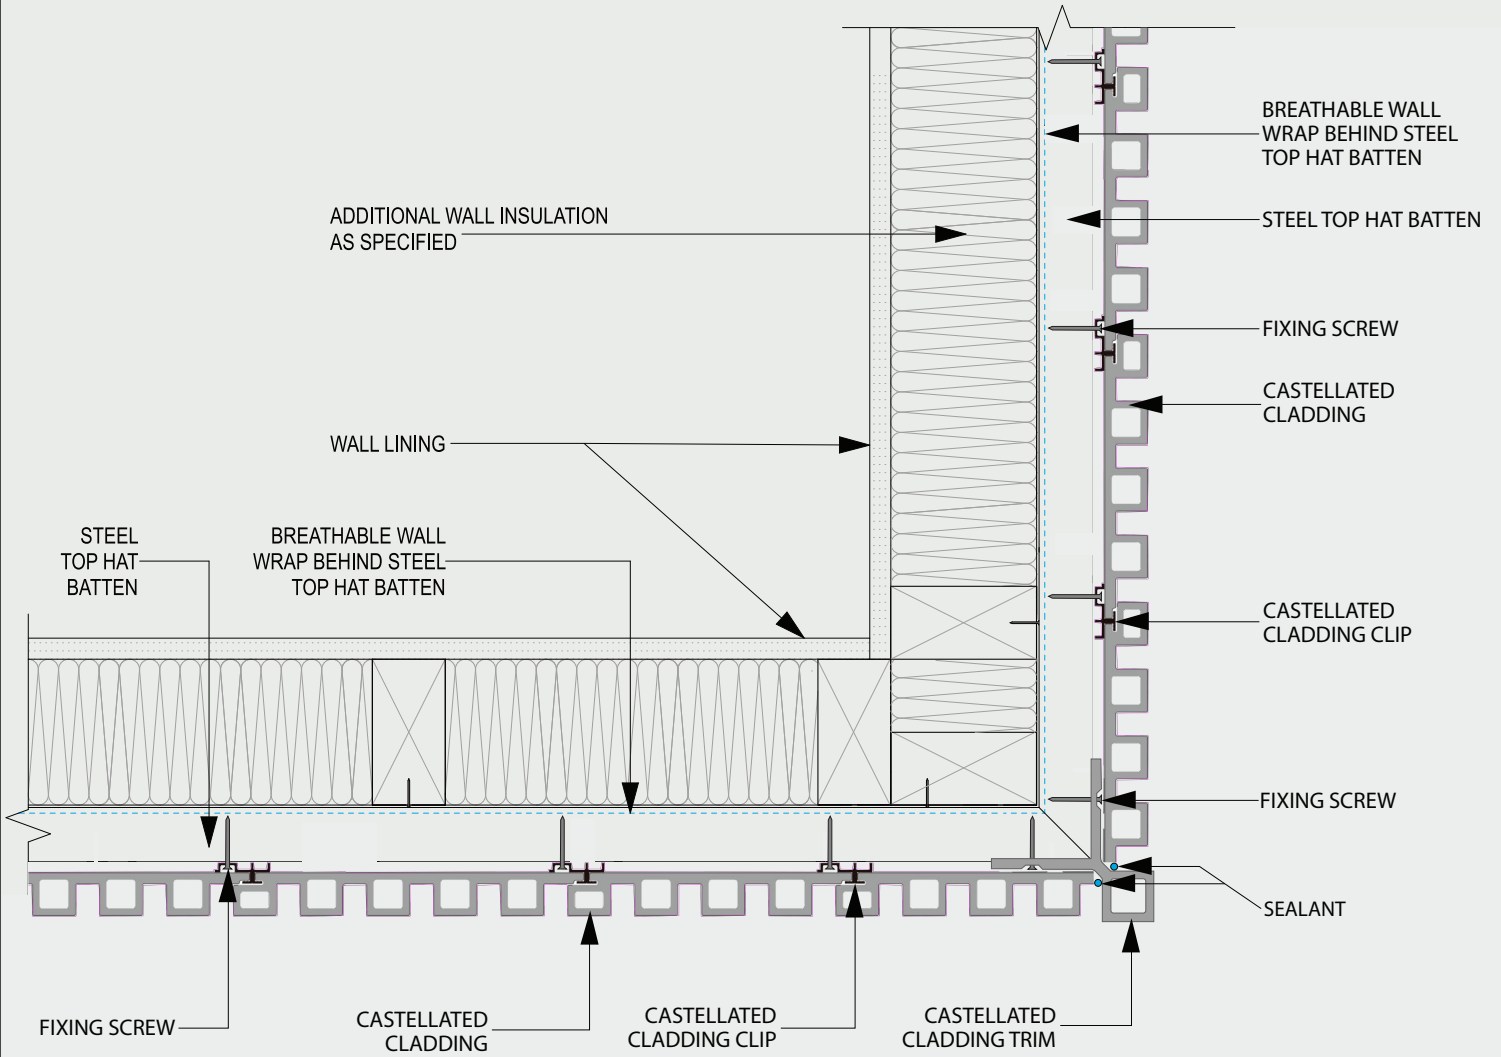 BREATHABLE WALL
WRAP BEHIND STEEL
TOP HAT BATTEN
ADDITIONAL WALL INSULATION
AS SPECIFIED
STEEL TOP HAT BATTEN
FIXING SCREW
CASTELLATED
CLADDING
WALL LINING
STEEL
TOP HAT
BATTEN
BREATHABLE WALL
WRAP BEHIND STEEL
TOP HAT BATTEN
CASTELLATED
CLADDING CLIP
FIXING SCREW
SEALANT
FIXING SCREW
CASTELLATED
CLADDING
CASTELLATED
CLADDING CLIP
CASTELLATED
CLADDING TRIM